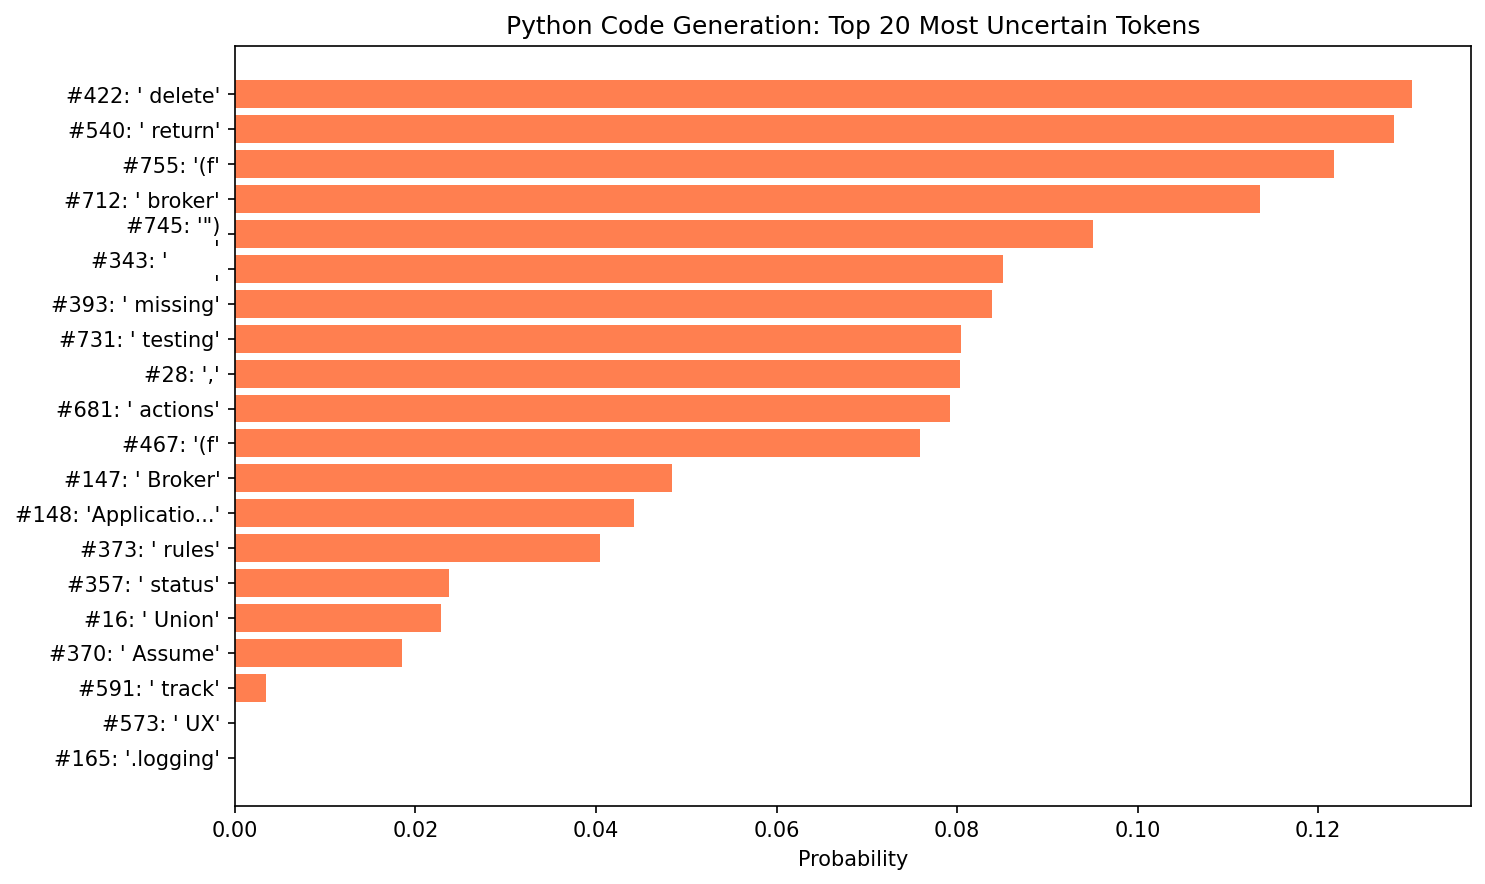 Python Code Generation: Top 20 Most Uncertain Tokens
#422: ' delete'
#540: ' return'
#755: '(f'
#712: ' broker'
#745: '")
'
#343: '
'
#393: ' missing'
#731: ' testing'
#28: ','
#681: ' actions'
#467: '(f'
#147: ' Broker'
#148: 'Applicatio...'
#373: ' rules'
#357: ' status'
#16: ' Union'
#370: ' Assume'
#591: ' track'
#573: ' UX'
#165: '.logging'
0.00 0.02 0.04 0.06 0.08 0.10 0.12
Probability